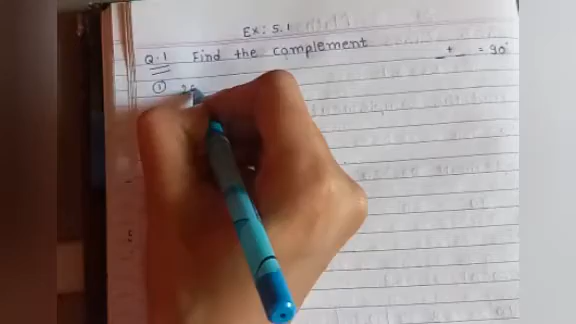 Ex: 5.1
Q.1 Find the complement _ + _ = 90°
①